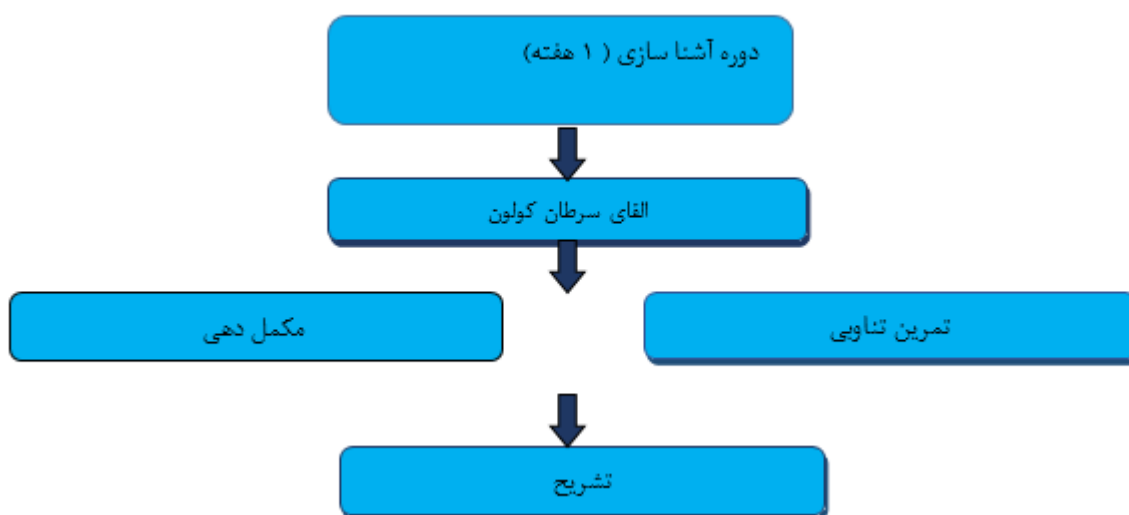 دوره آشنا سازی ( ۱ هفته)
القای سرطان کولون
تمرین تناوبی
مکمل دهی
تشریح